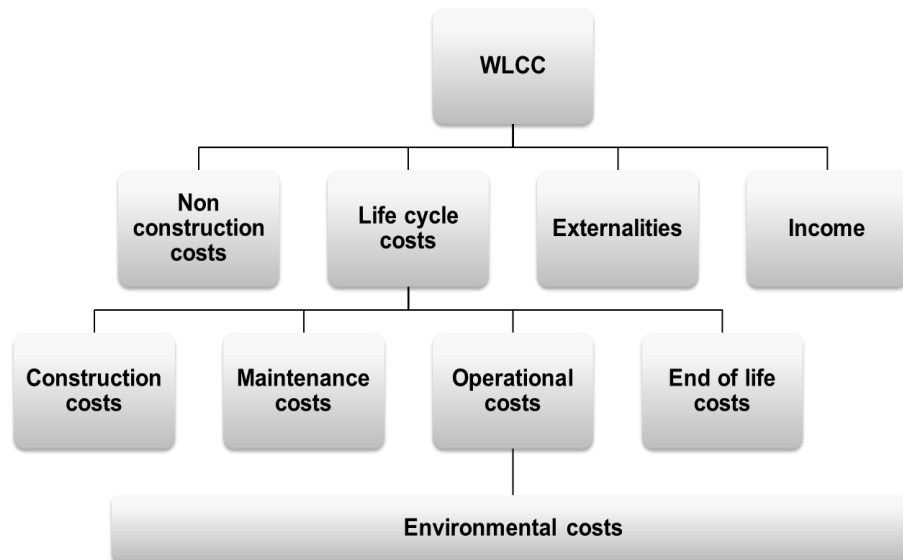 WLCC
Non
construction
costs
Life cycle
costs
Externalities
Income
Construction
costs
Maintenance
costs
Operational
costs
End of life
costs
Environmental costs